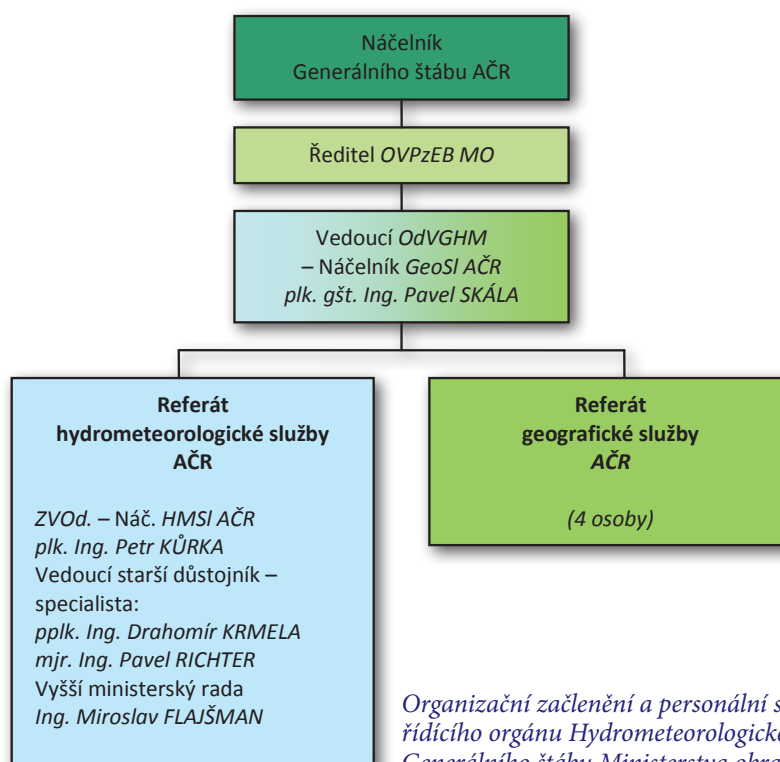 Náčelník
Generálního štábu AČR
Ředitel OVPzEB MO
Vedoucí OdVGHM
– Náčelník GeoSl AČR
plk. gšt. Ing. Pavel SKÁLA
Referát
hydrometeorologické služby
AČR
ZVOd. – Náč. HMSl AČR
plk. Ing. Petr KŮRKA
Vedoucí starší důstojník –
specialista:
pplk. Ing. Drahomír KRMELA
mjr. Ing. Pavel RICHTER
Vyšší ministerský rada
Ing. Miroslav FLAJŠMAN
Referát
geografické služby
AČR
(4 osoby)
Organizační začlenění a personální
řídícího orgánu